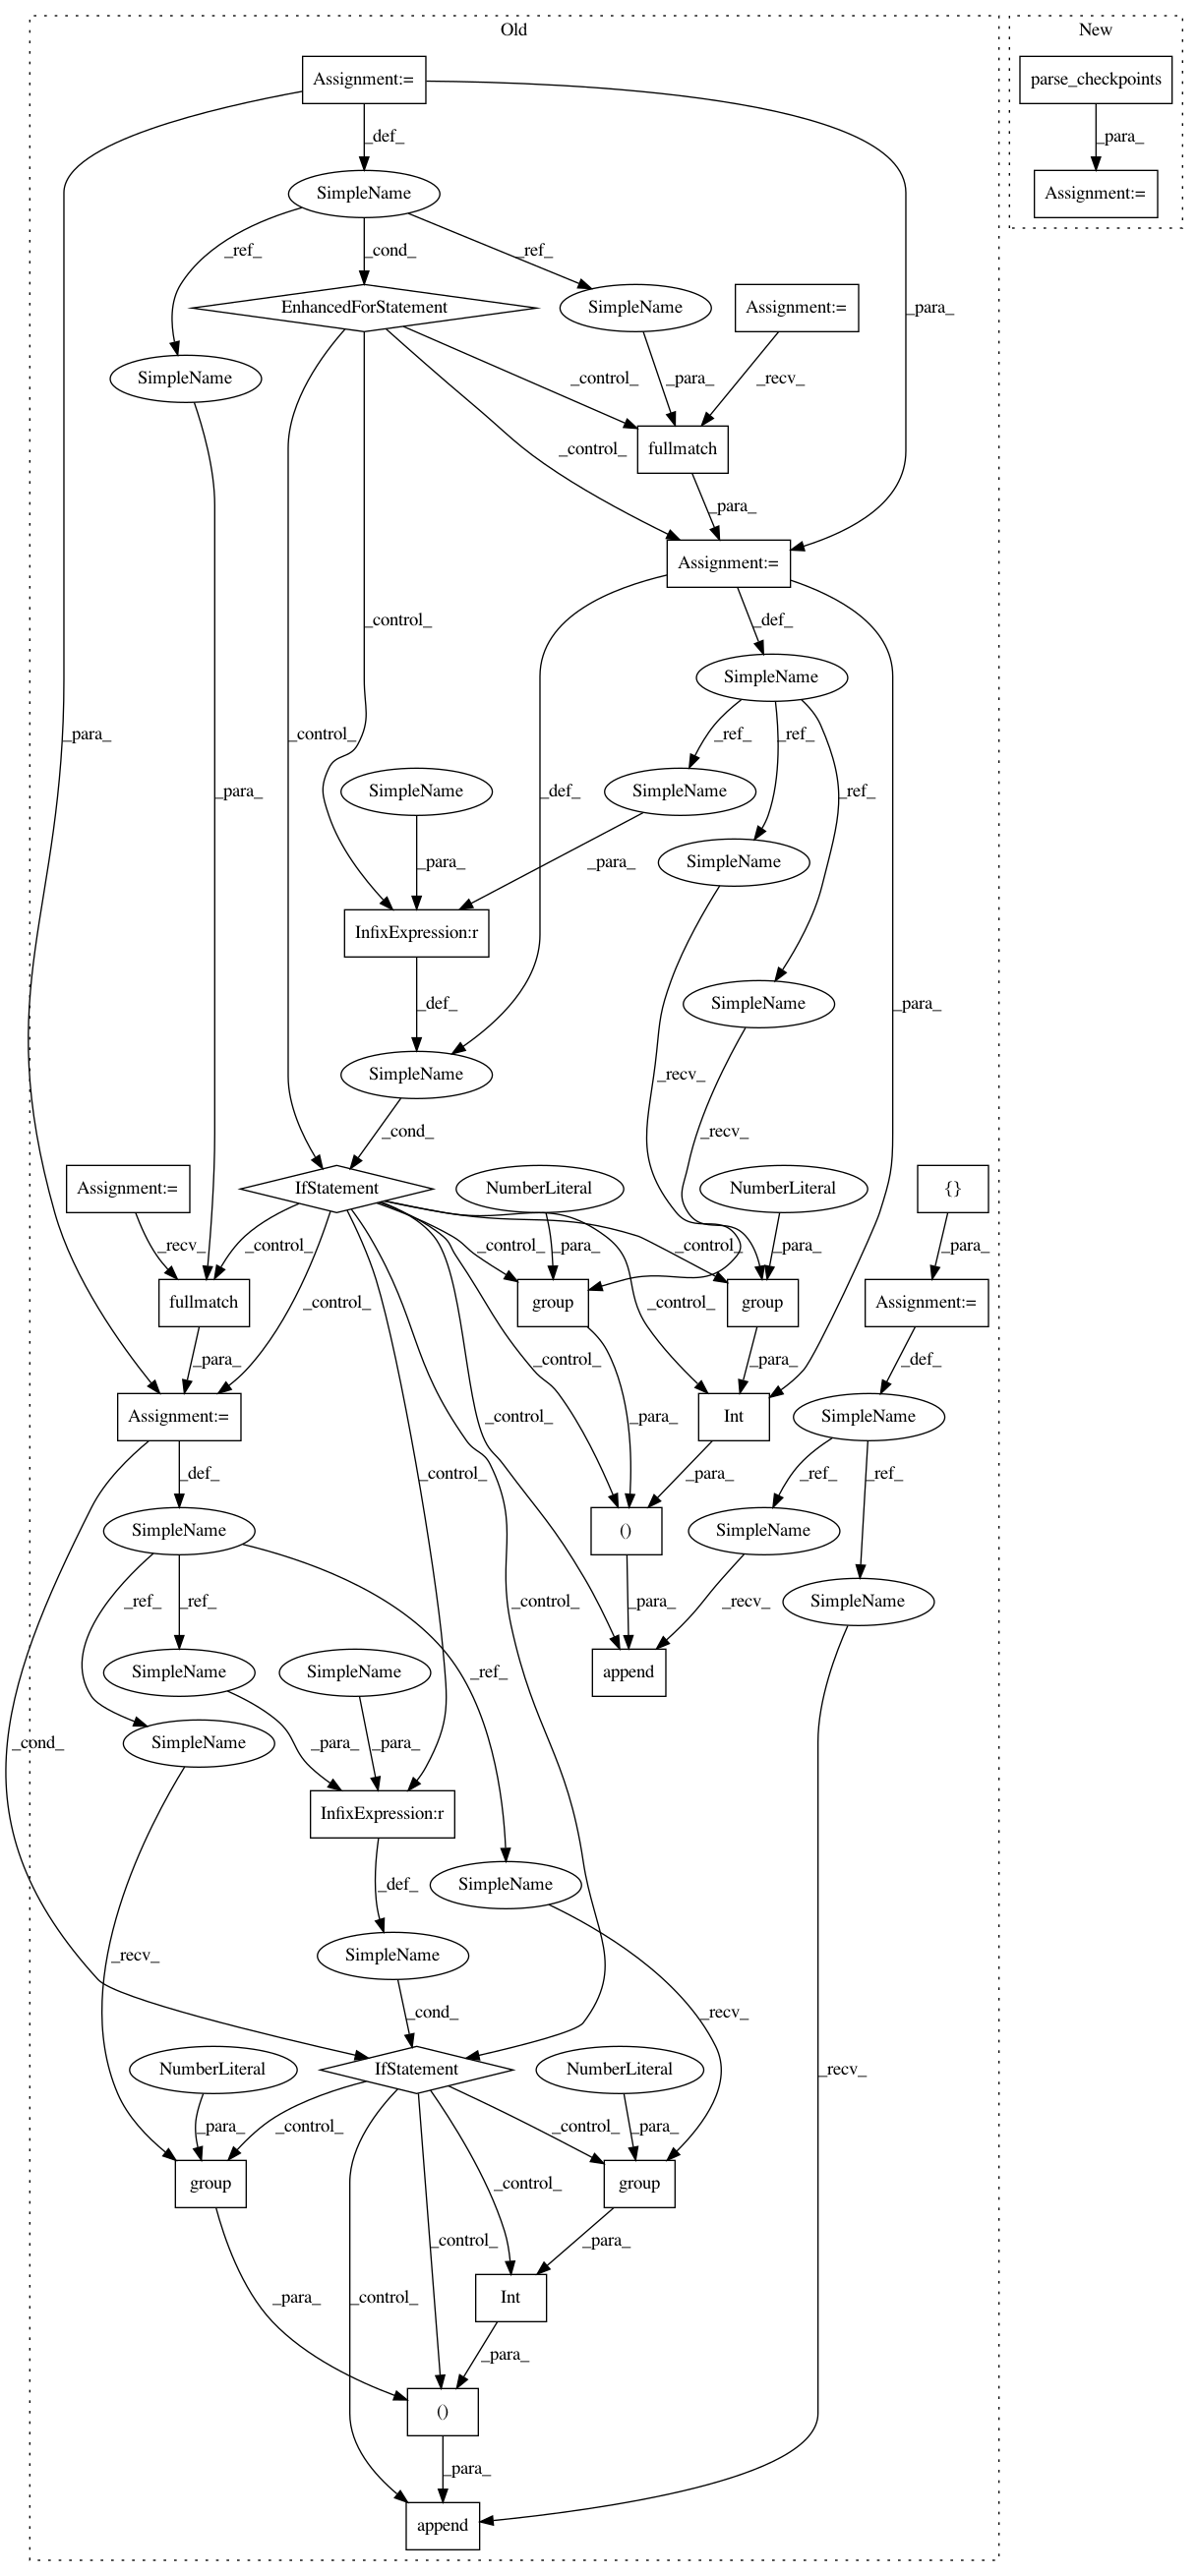 Old
New
Assignment:=
parse_checkpoints
_def_
_para_
SimpleName
Assignment:=
_ref_
_cond_
_ref_
EnhancedForStatement
SimpleName
Assignment:=
_para_
SimpleName
_control_
_para_
_recv_
fullmatch
_control_
_para_
Assignment:=
_control_
_def_
SimpleName
_para_
_control_
_ref_
_ref_
SimpleName
_def_
SimpleName
_para_
_ref_
_para_
_para_
SimpleName
InfixExpression:r
_def_
SimpleName
_para_
SimpleName
_recv_
_cond_
_recv_
Assignment:=
IfStatement
NumberLiteral
NumberLiteral
{}
_recv_
_control_
_control_
_para_
_control_
_para_
_para_
fullmatch
_control_
group
_control_
group
Assignment:=
_para_
_control_
_para_
_def_
Assignment:=
_control_
_para_
Int
SimpleName
_def_
_control_
_para_
_ref_
_ref_
SimpleName
()
SimpleName
_ref_
_ref_
_control_
_para_
_recv_
SimpleName
SimpleName
SimpleName
_ref_
append
_cond_
SimpleName
_para_
_para_
InfixExpression:r
_def_
SimpleName
_recv_
SimpleName
_cond_
_recv_
NumberLiteral
IfStatement
NumberLiteral
_recv_
_para_
_control_
_control_
_para_
group
_control_
group
_control_
_para_
_para_
_control_
Int
_para_
()
_para_
append